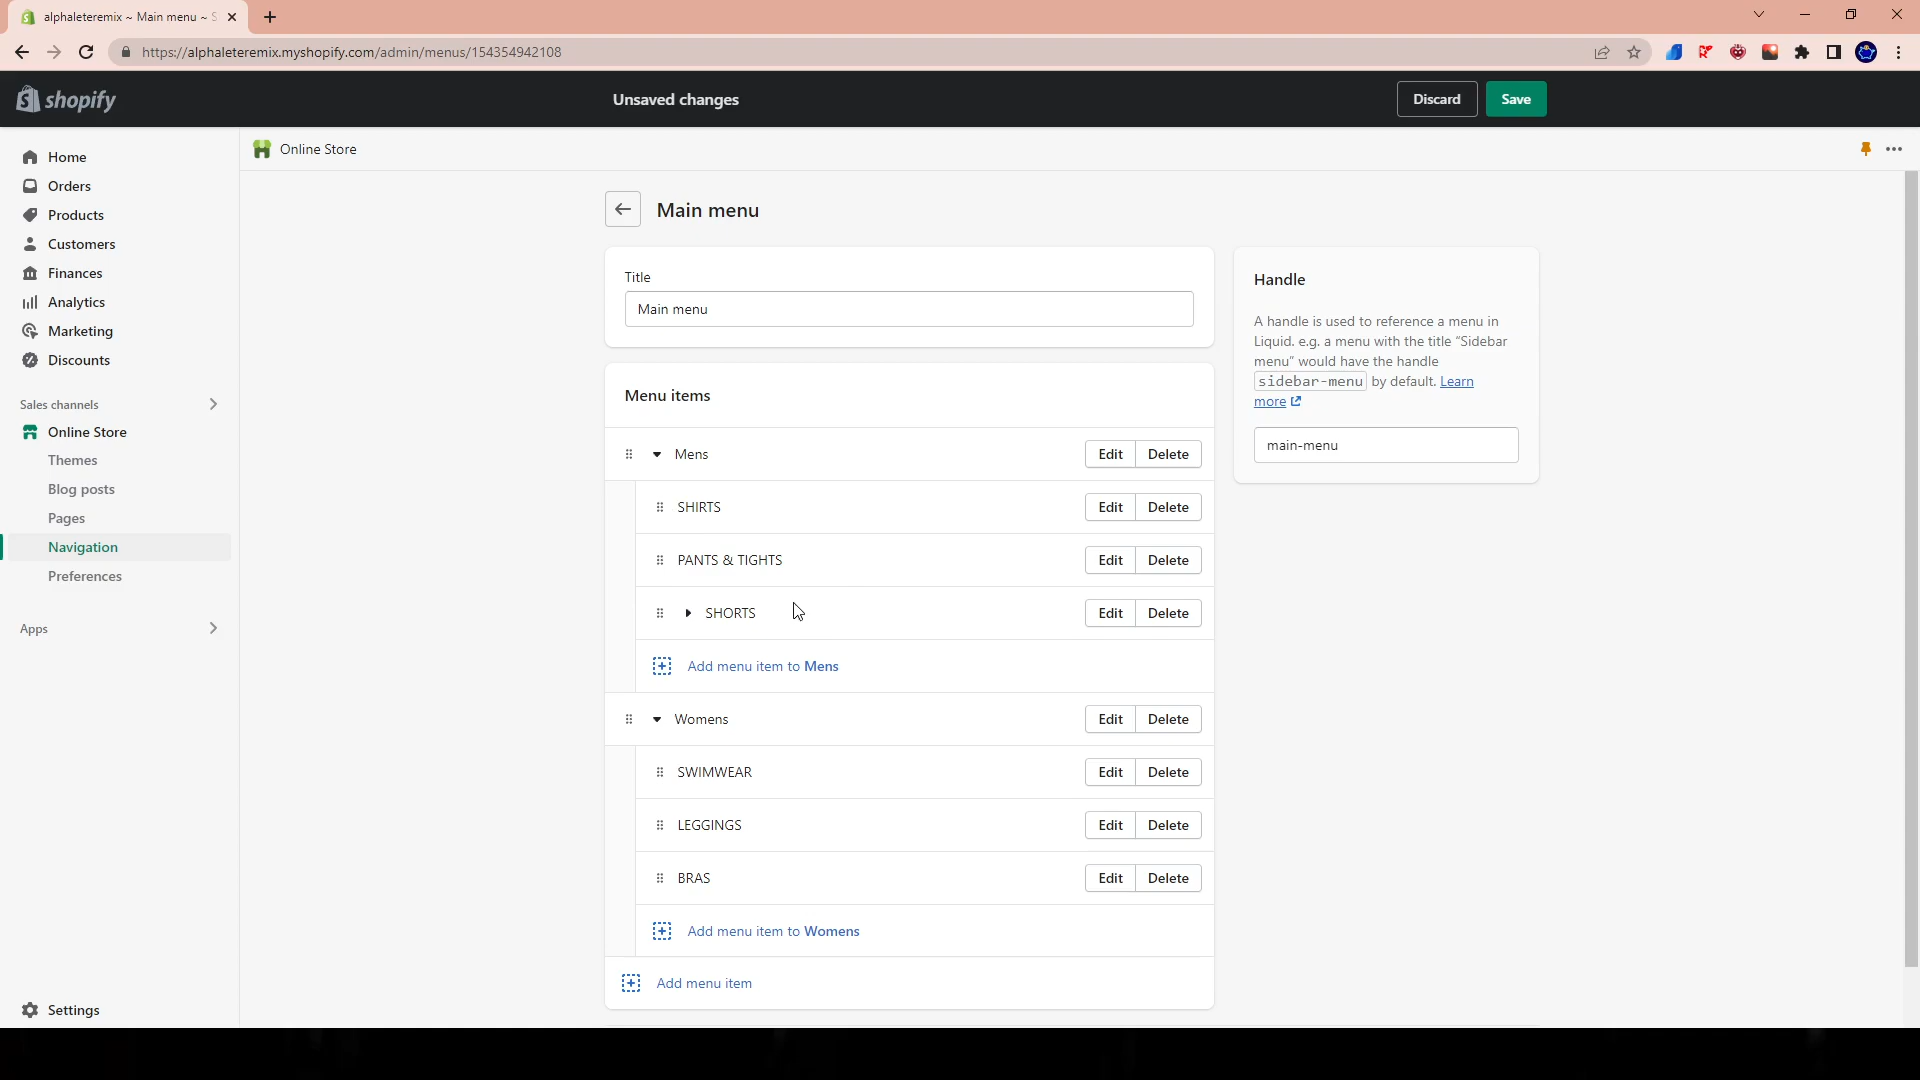 alphaleteremix ~ Main menu ~ S
https://alphaleteremix.myshopify.com/admin/menus/154354942108
shopify
Unsaved changes
Discard
Save
Home
Orders
Products
Customers
Finances
Analytics
Marketing
Discounts
Sales channels
Online Store
Themes
Blog posts
Pages
Navigation
Preferences
Apps
Settings
Online Store
Main menu
Title
Main menu
Menu items
Mens Edit Delete
SHIRTS Edit Delete
PANTS & TIGHTS Edit Delete
SHORTS Edit Delete
Add menu item to Mens
Womens Edit Delete
SWIMWEAR Edit Delete
LEGGINGS Edit Delete
BRAS Edit Delete
Add menu item to Womens
Add menu item
Handle
A handle is used to reference a menu in
Liquid. e.g. a menu with the title "Sidebar
menu" would have the handle
sidebar-menu by default. Learn
more
main-menu